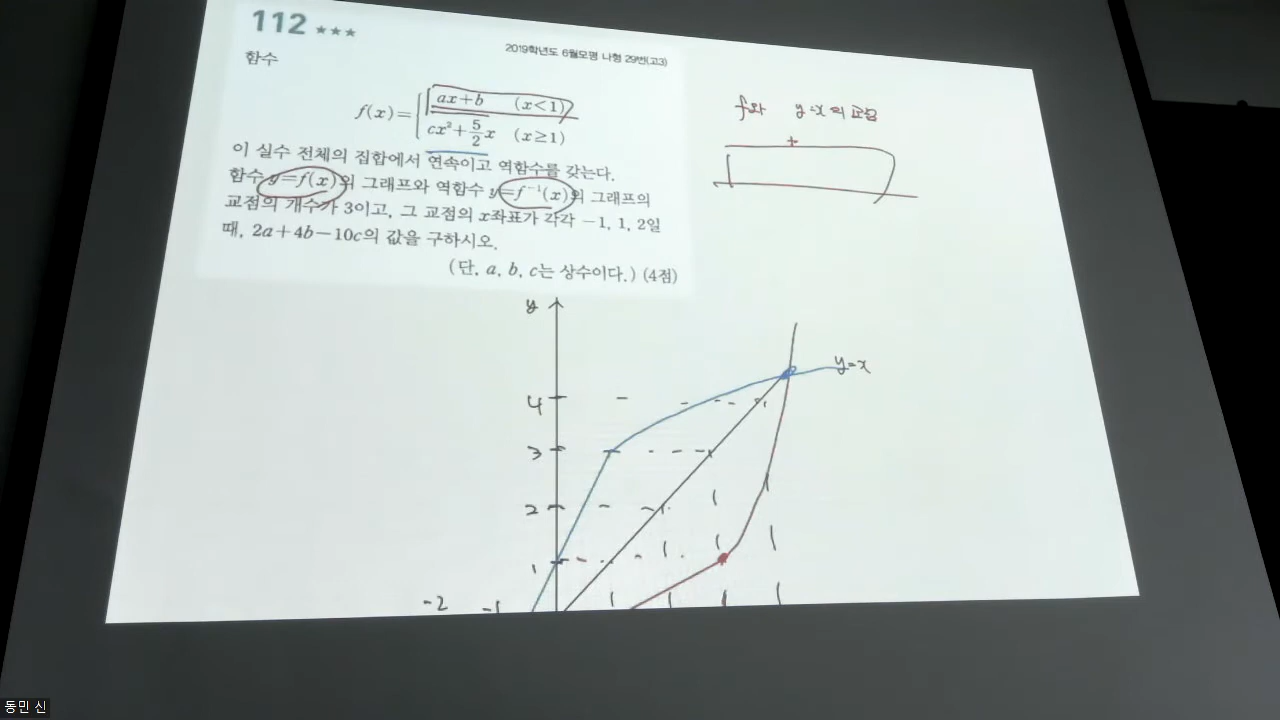 112 ★★★
2019학년도 6월모평 나형 29번(고3)
함수
f(x)= ax+b (x<1)
cx²+5/2x (x≥1)
이 실수 전체의 집합에서 연속이고 역함수를 갖는다.
함수 y=f(x)의 그래프와 역함수 y=f⁻¹(x)의 그래프의
교점의 개수가 3이고, 그 교점의 x좌표가 각각 −1, 1, 2일
때, 2a+4b−10c의 값을 구하시오.
(단, a, b, c는 상수이다.) (4점)
f와 y=x의 교점
+
y
y=x
4
3
2
1
-2 -1
동민 신